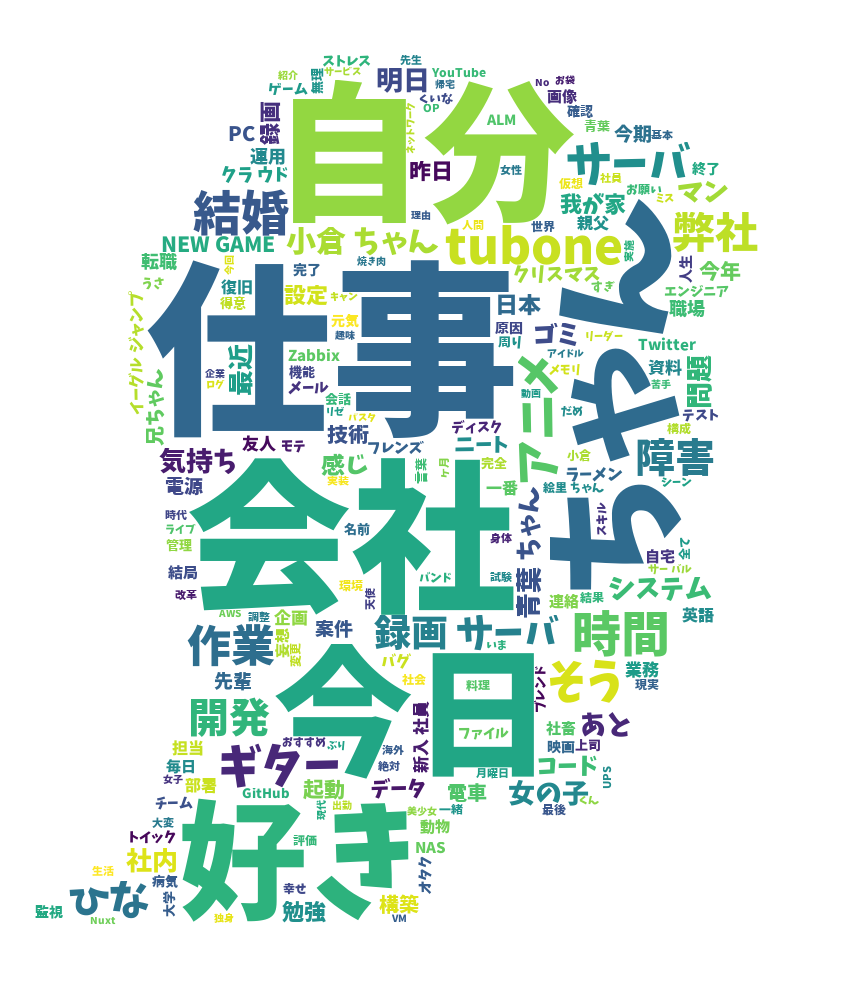 ストレス
先生
紹介
サービス
無理
明日
YouTube
帰宅
No
お袋
ゲーム
くいな
画像
OP
確認
録画
自分
ネットワーク
ALM
青葉
今期
基本
PC
サーバ
運用
昨日
女性
終了
クラウド
仮想
社員
お願い
ミス
マン
結婚
我が家
理由
人間
世界
親父
弊社
NEW GAME
小倉 ちゃん
tubone
実施
転職
今回
焼き肉
完了
クリスマス
すぎ
人生
今年
うさ
復旧
設定
キャン
エンジニア
得意
日本
職場
イーグル ジャンプ
仕事
元気
趣味
原因
周り
ゴミ
リーダー
ちゃん
Twitter
最近
Zabbix
アイドル
企業
ログ
機能
メール
メモリ
資料
苦手
問題
兄ちゃん
会話
リゼ
パスタ
動画
アニメ
だめ
テスト
技術
ディスク
構成
友人
モテ
フレンズ
ニート
小倉
障害
気持ち
感じ
言葉
ヶ月
完全
ラーメン
シーン
電源
実装
一番
絵里 ちゃん
時代
会社
スキル
ライブ
名前
管理
身体
青葉 ちゃん
自宅
全て
結局
バンド
試験
サーバル
改革
環境
天使
連絡
結果
システム
AWS
調整
企画
英語
作業
妄想
変更
案件
録画 サーバ
いま
時間
バグ
先輩
今日
社会
料理
ブレンド
そう
業務
現実
開発
新入 社員
ファイル
社畜
あと
担当
おすすめ
ぶり
海外
映画
上司
毎日
ギター
絶対
月曜日
コード
女子
部署
起動
データ
電車
女の子
UPS
GitHub
くん
チーム
現代
出勤
美少女
一緒
最後
大変
トイック
好き
評価
動物
社内
NAS
生活
病気
幸せ
オタク
ひな
大学
勉強
構築
監視
Nuxt
独身
VM